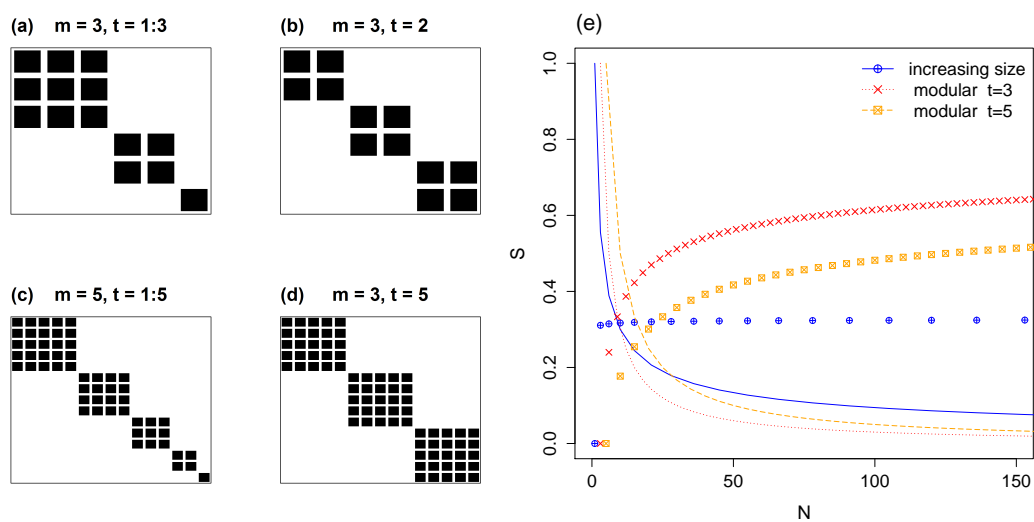 (a) m = 3, t = 1:3
(b) m = 3, t = 2
(c) m = 5, t = 1:5
(d) m = 3, t = 5
(e)
increasing size
modular t=3
modular t=5
S
1.0
0.8
0.6
0.4
0.2
0.0
0 50 100 150
N